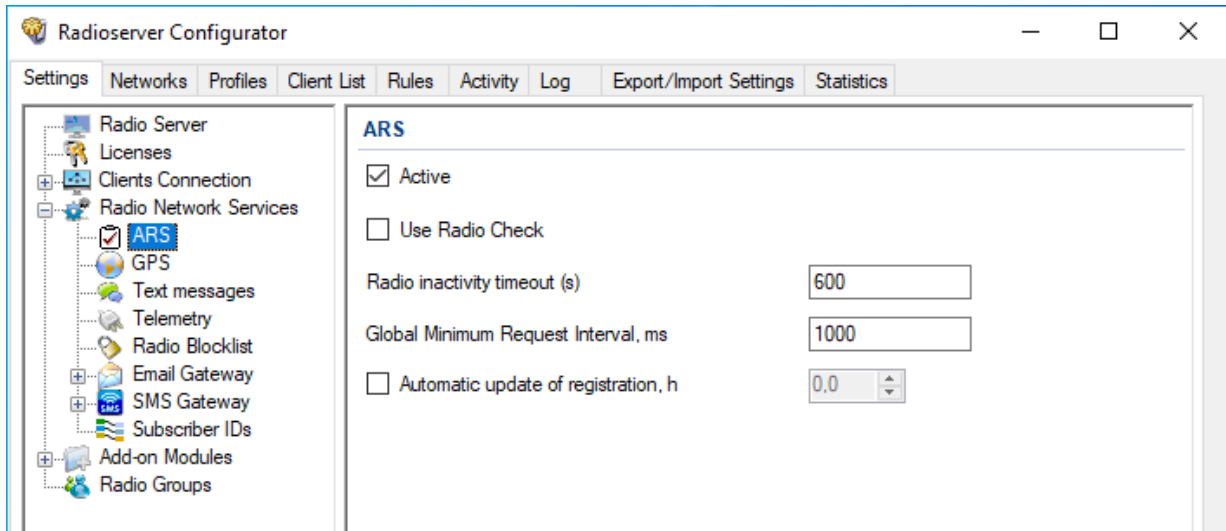 Radioserver Configurator
Settings Networks Profiles Client List Rules Activity Log Export/Import Settings Statistics
Radio Server
Licenses
Clients Connection
Radio Network Services
ARS
GPS
Text messages
Telemetry
Radio Blocklist
Email Gateway
SMS
SMS Gateway
Subscriber IDs
Add-on Modules
Radio Groups
ARS
Active
Use Radio Check
Radio inactivity timeout (s) 600
Global Minimum Request Interval, ms 1000
Automatic update of registration, h 0,0